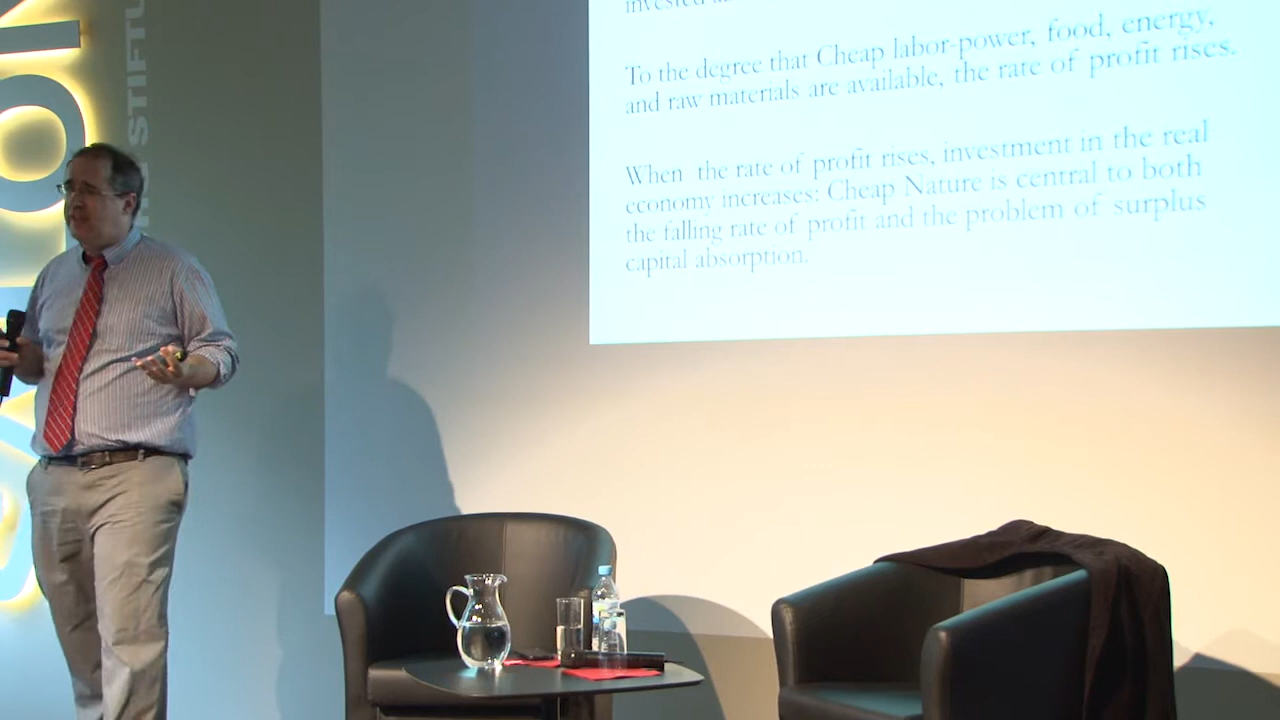 invested
To the degree that Cheap labor-power, food, energy,
and raw materials are available, the rate of profit rises.
When the rate of profit rises, investment in the real
economy increases: Cheap Nature is central to both
the falling rate of profit and the problem of surplus
capital absorption.
STIFTU